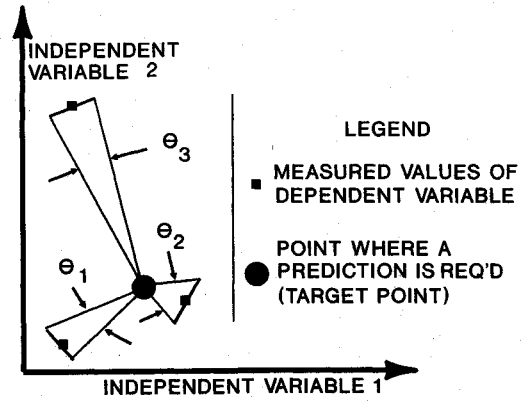 INDEPENDENT
VARIABLE 2
θ3
θ2
θ1
INDEPENDENT VARIABLE 1
LEGEND
MEASURED VALUES OF
DEPENDENT VARIABLE
POINT WHERE A
PREDICTION IS REQ'D
(TARGET POINT)